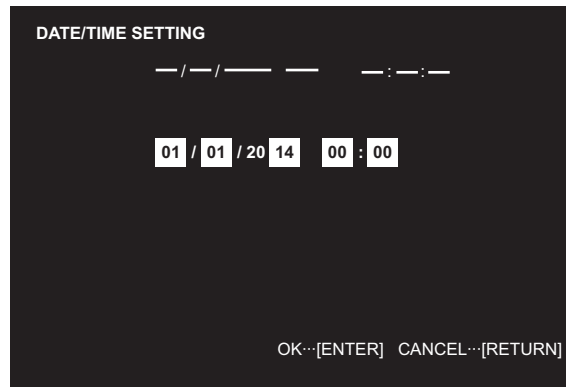 DATE/TIME SETTING
—/—/—— —— —:—:—
01 / 01 / 20 14 00 : 00
OK···[ENTER] CANCEL···[RETURN]